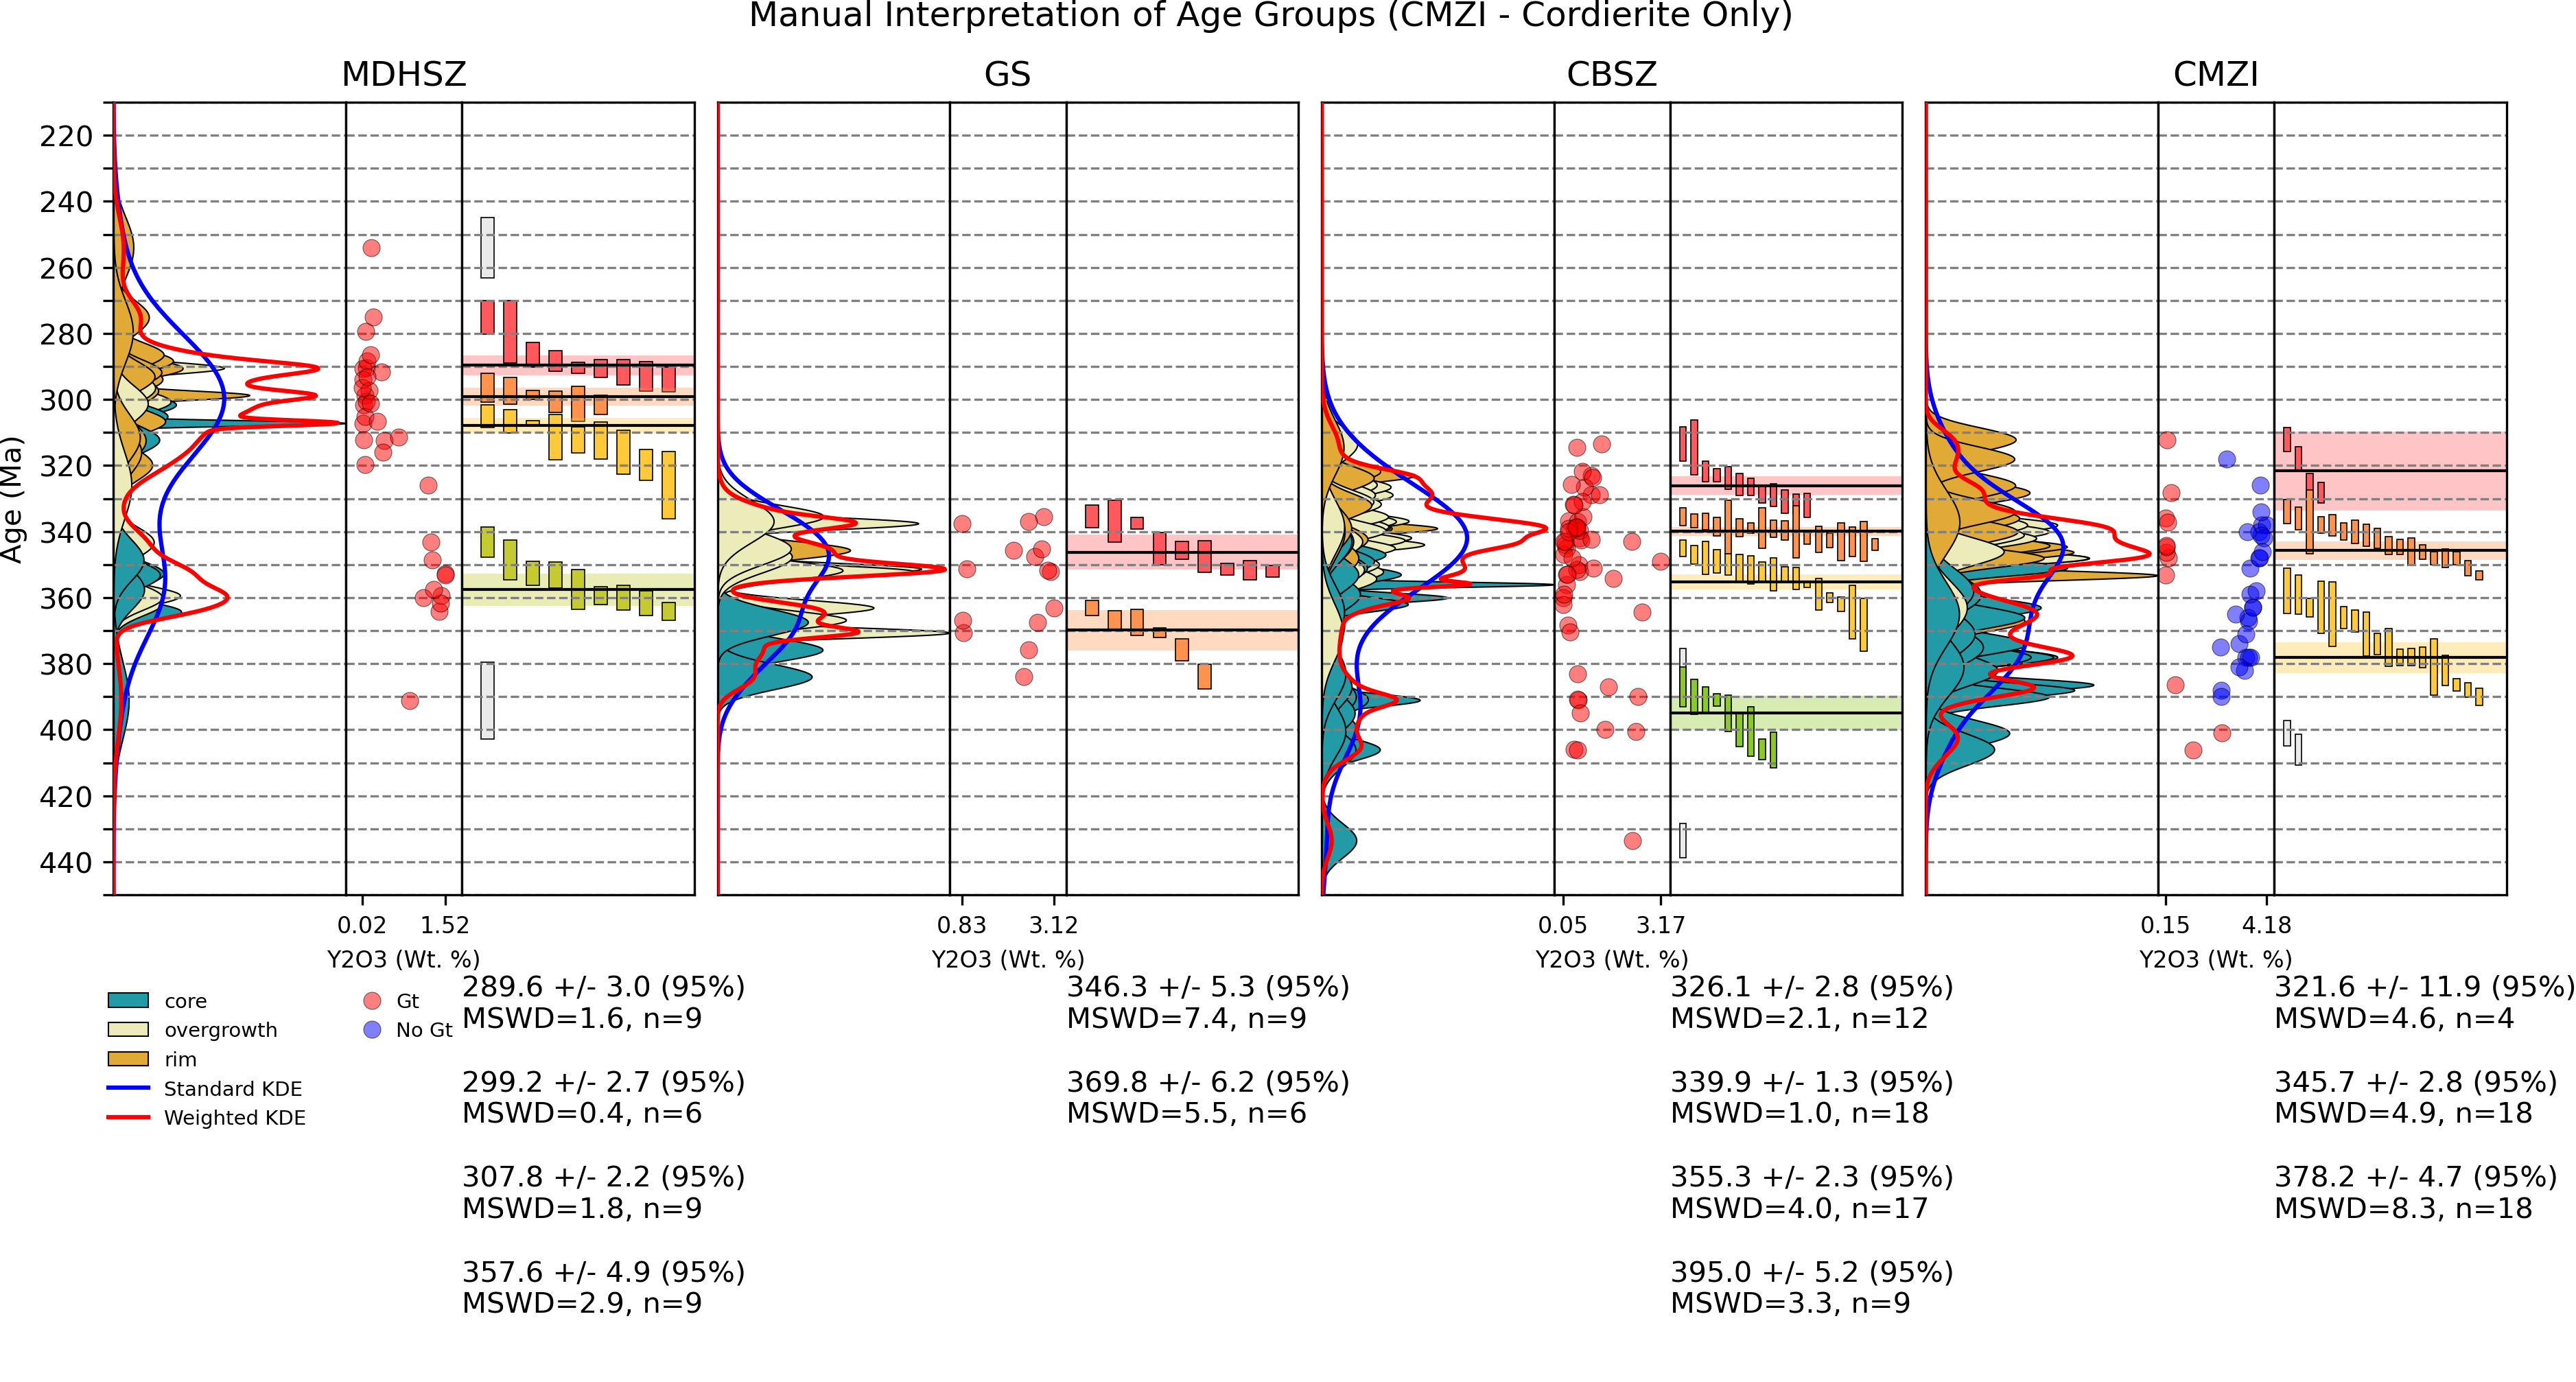 Manual Interpretation of Age Groups (CMZI - Cordierite Only)
MDHSZ
GS
CBSZ
CMZI
Age (Ma)
220
240
260
280
300
320
340
360
380
400
420
440
0.02 1.52
Y2O3 (Wt. %)
0.83 3.12
Y2O3 (Wt. %)
0.05 3.17
Y2O3 (Wt. %)
0.15 4.18
Y2O3 (Wt. %)
core
overgrowth
rim
Standard KDE
Weighted KDE
Gt
No Gt
289.6 +/- 3.0 (95%)
MSWD=1.6, n=9
299.2 +/- 2.7 (95%)
MSWD=0.4, n=6
307.8 +/- 2.2 (95%)
MSWD=1.8, n=9
357.6 +/- 4.9 (95%)
MSWD=2.9, n=9
346.3 +/- 5.3 (95%)
MSWD=7.4, n=9
369.8 +/- 6.2 (95%)
MSWD=5.5, n=6
326.1 +/- 2.8 (95%)
MSWD=2.1, n=12
339.9 +/- 1.3 (95%)
MSWD=1.0, n=18
355.3 +/- 2.3 (95%)
MSWD=4.0, n=17
395.0 +/- 5.2 (95%)
MSWD=3.3, n=9
321.6 +/- 11.9 (95%)
MSWD=4.6, n=4
345.7 +/- 2.8 (95%)
MSWD=4.9, n=18
378.2 +/- 4.7 (95%)
MSWD=8.3, n=18